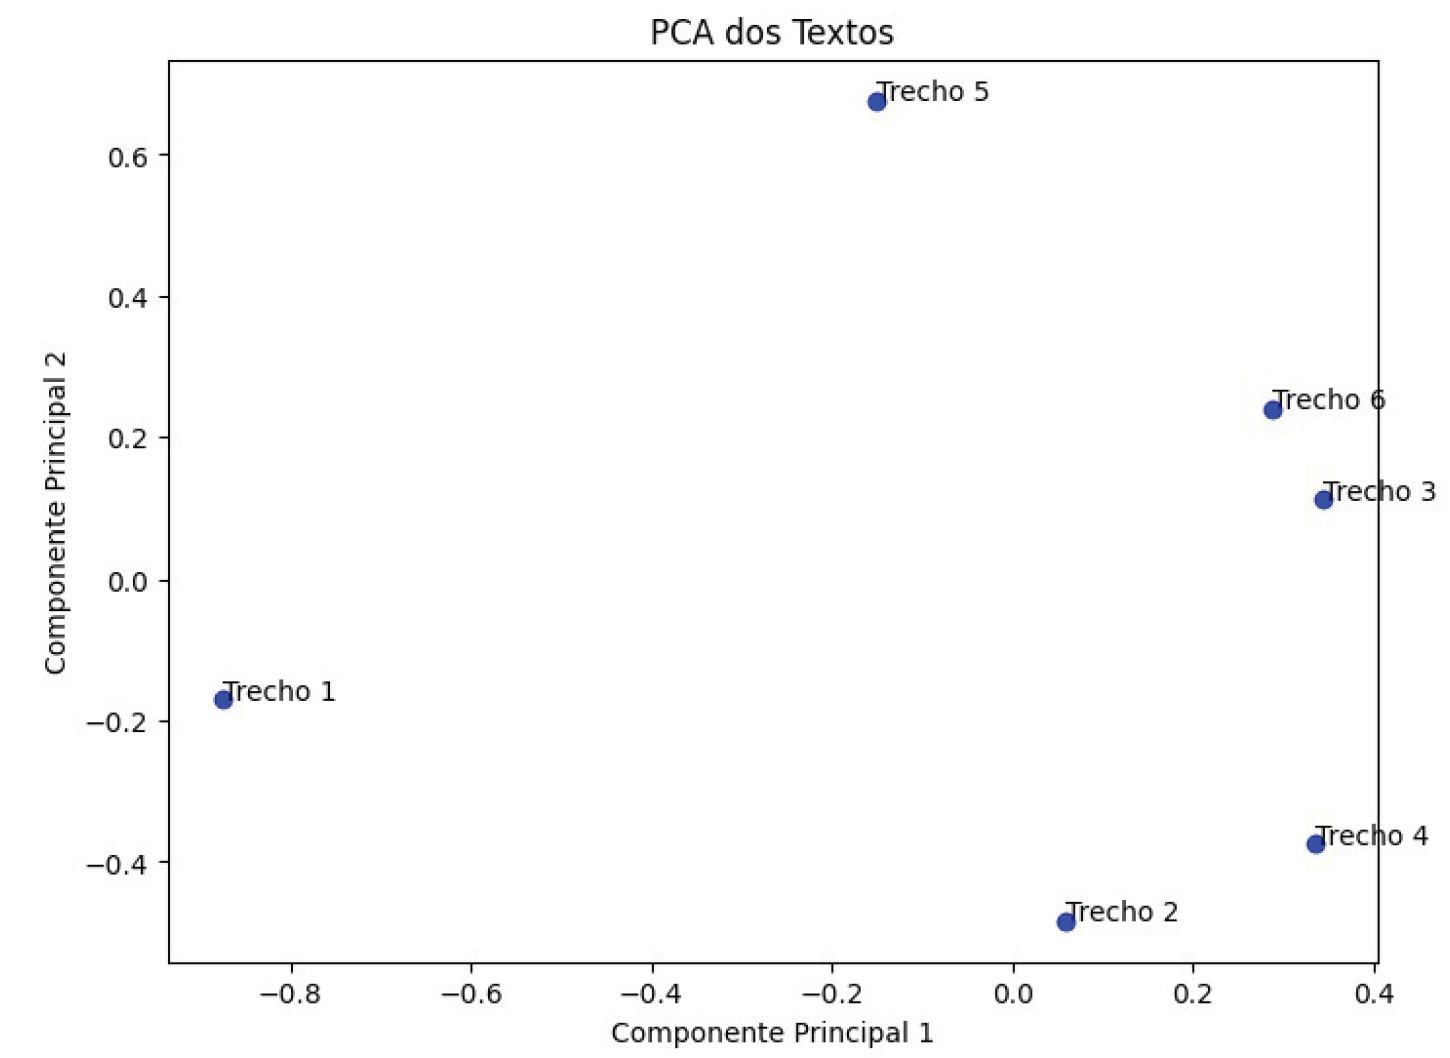 PCA dos Textos
Trecho 5
0.6
0.4
Trecho 6
0.2
Trecho 3
Componente Principal 2
0.0
Trecho 1
−0.2
Trecho 4
−0.4
Trecho 2
−0.8 −0.6 −0.4 −0.2 0.0 0.2 0.4
Componente Principal 1